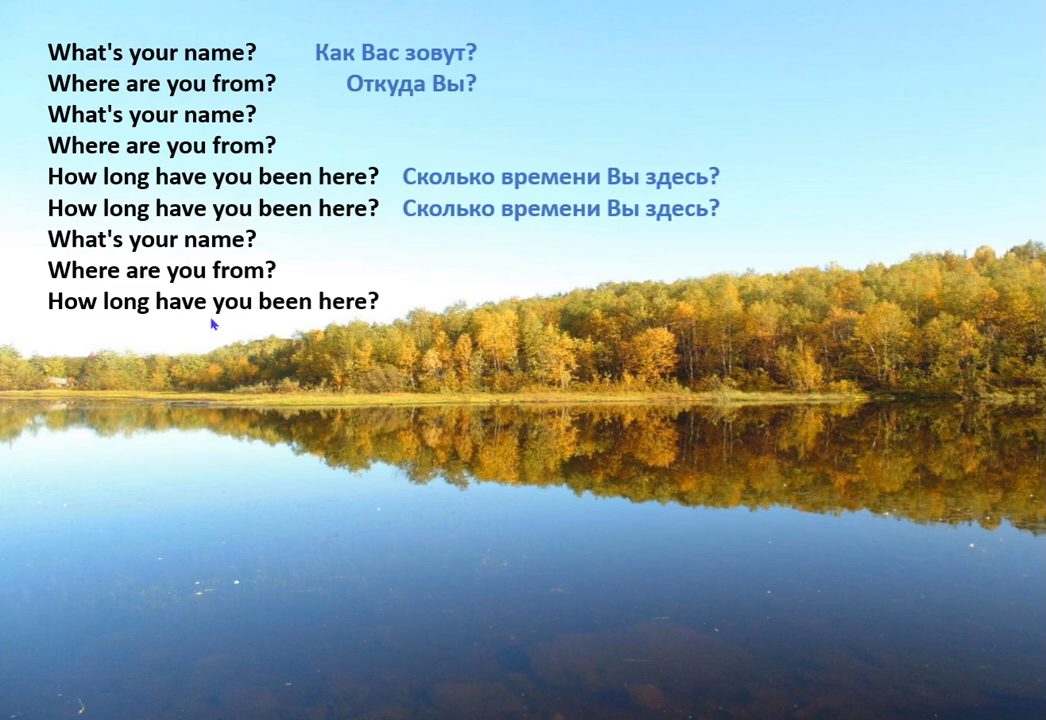 What's your name? Как Вас зовут?
Where are you from? Откуда Вы?
What's your name?
Where are you from?
How long have you been here? Сколько времени Вы здесь?
How long have you been here? Сколько времени Вы здесь?
What's your name?
Where are you from?
How long have you been here?